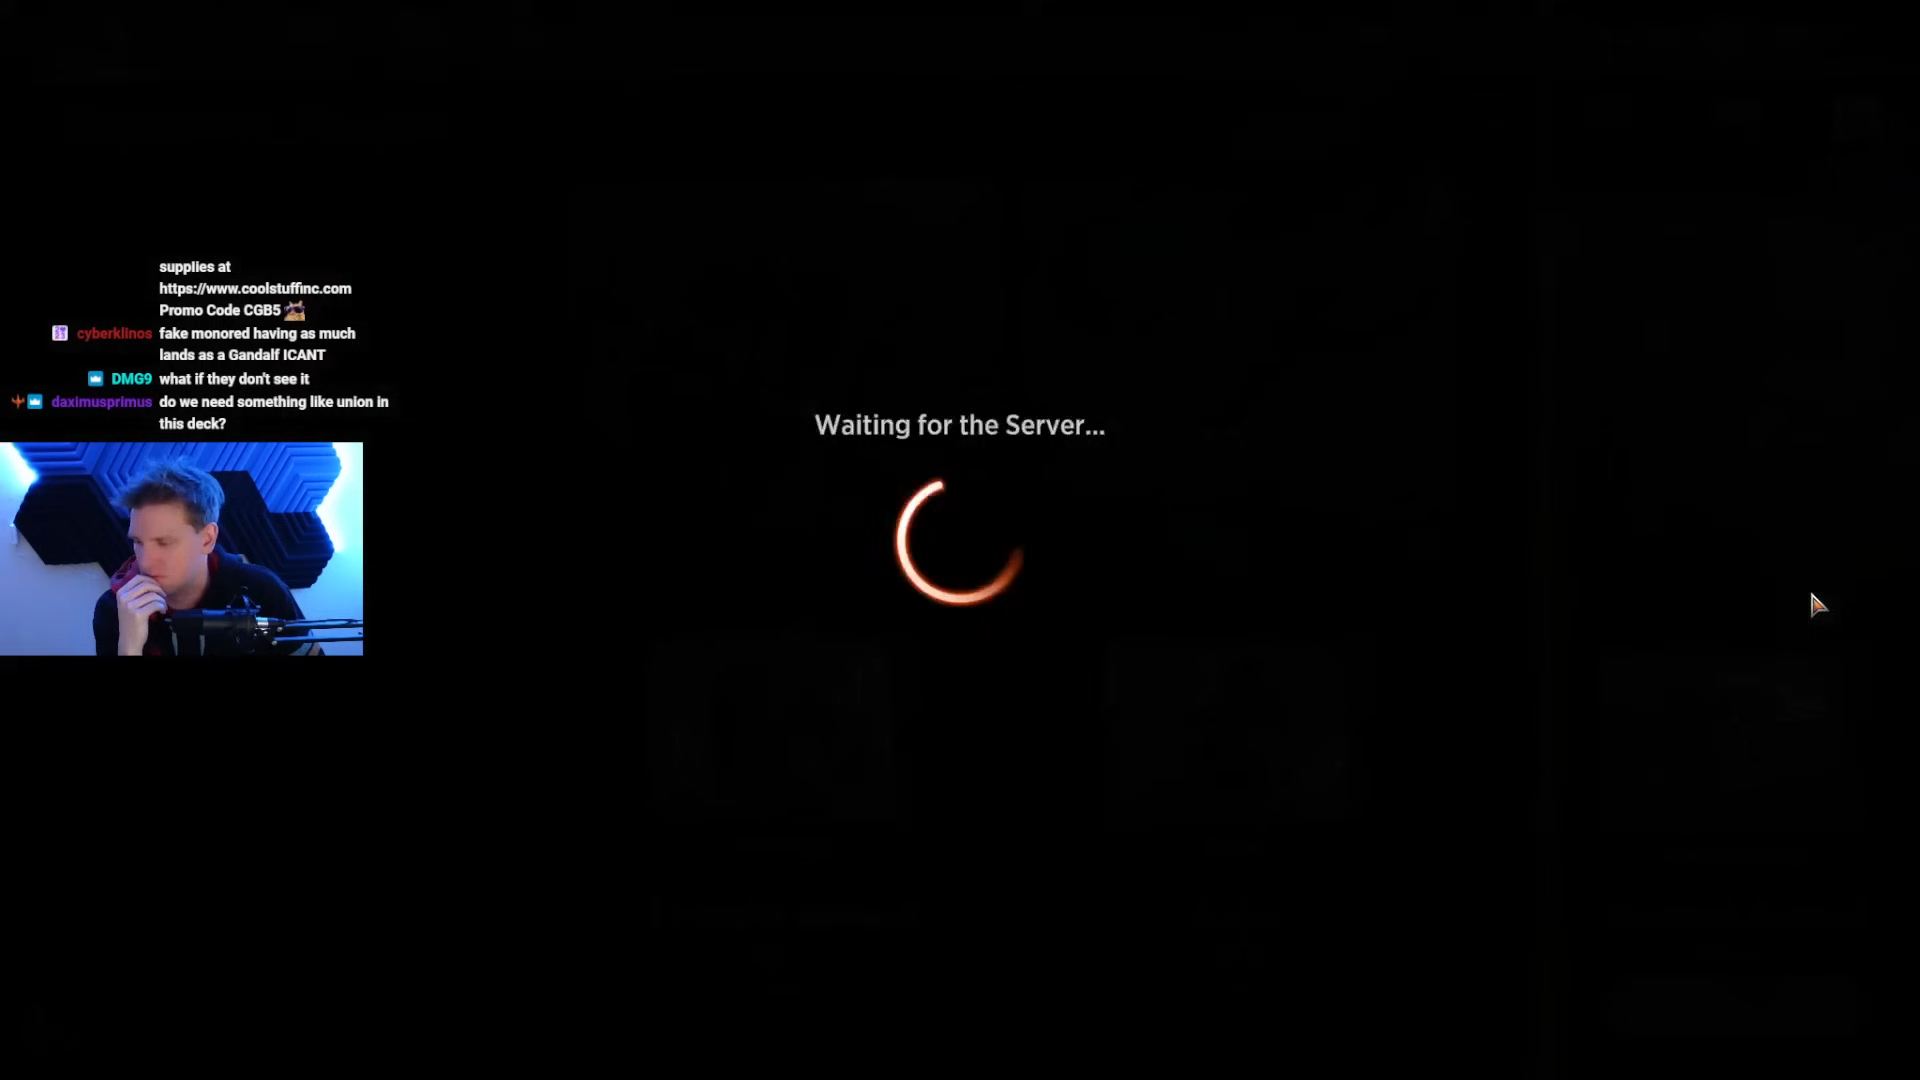 supplies at
https://www.coolstuffinc.com
Promo Code CGB5
cyberklinos fake monored having as much
lands as a Gandalf ICANT
DMG9 what if they don't see it
daximusprimus do we need something like union in
this deck?
Waiting for the Server...